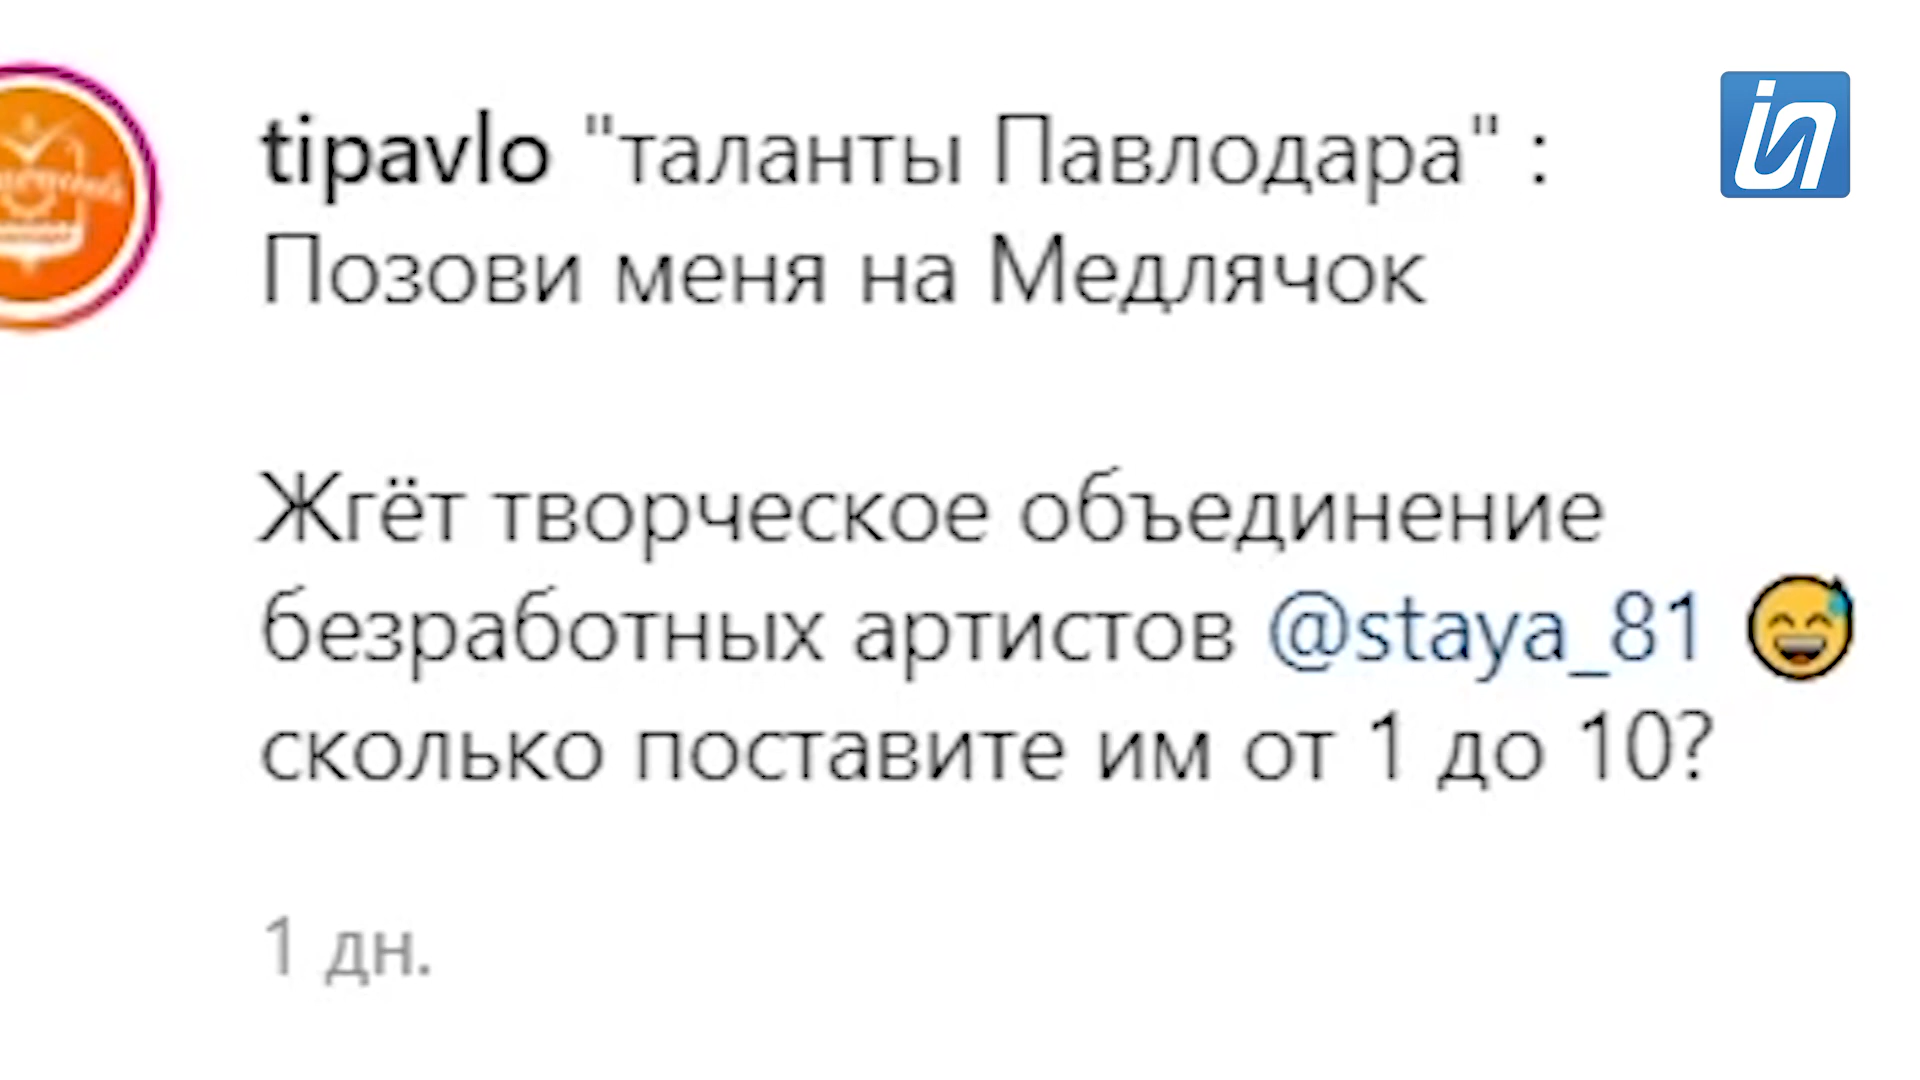 tipavlo "таланты Павлодара" :
Позови меня на Медлячок
Жгёт творческое объединение
безработных артистов @staya_81 😅
сколько поставите им от 1 до 10?
1 дн.
in